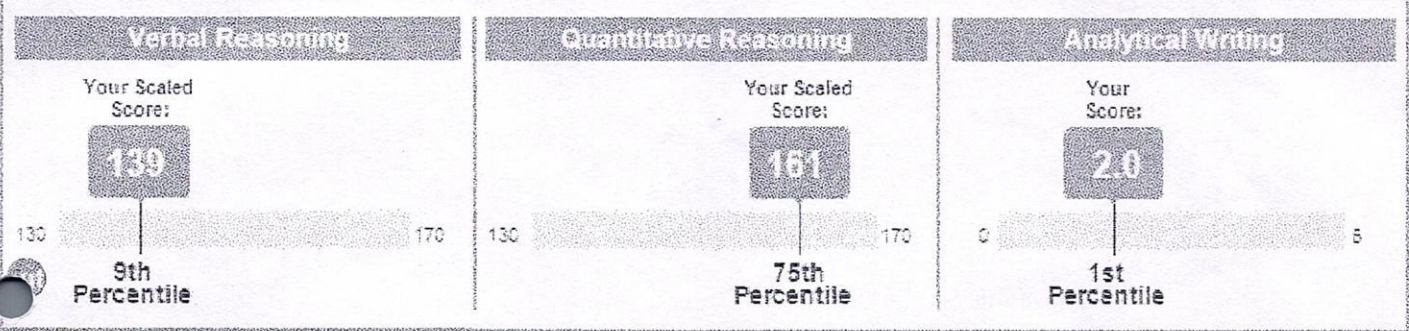 Verbal Reasoning
Your Scaled
Score:
139
130
170
9th
Percentile
Quantitative Reasoning
Your Scaled
Score:
161
130
170
75th
Percentile
Analytical Writing
Your
Score:
2.0
0
6
1st
Percentile